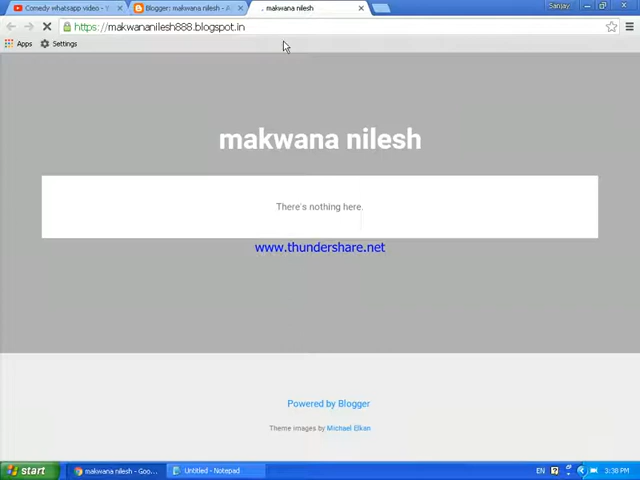 Comedy whatsapp video - Y
Blogger: makwana nilesh - A
makwana nilesh
Sanjay
https://makwananilesh888.blogspot.in
Apps
Settings
makwana nilesh
There's nothing here.
www.thundershare.net
Powered by Blogger
Theme images by Michael Elkan
start
makwana nilesh - Goo...
Untitled - Notepad
EN
3:38 PM